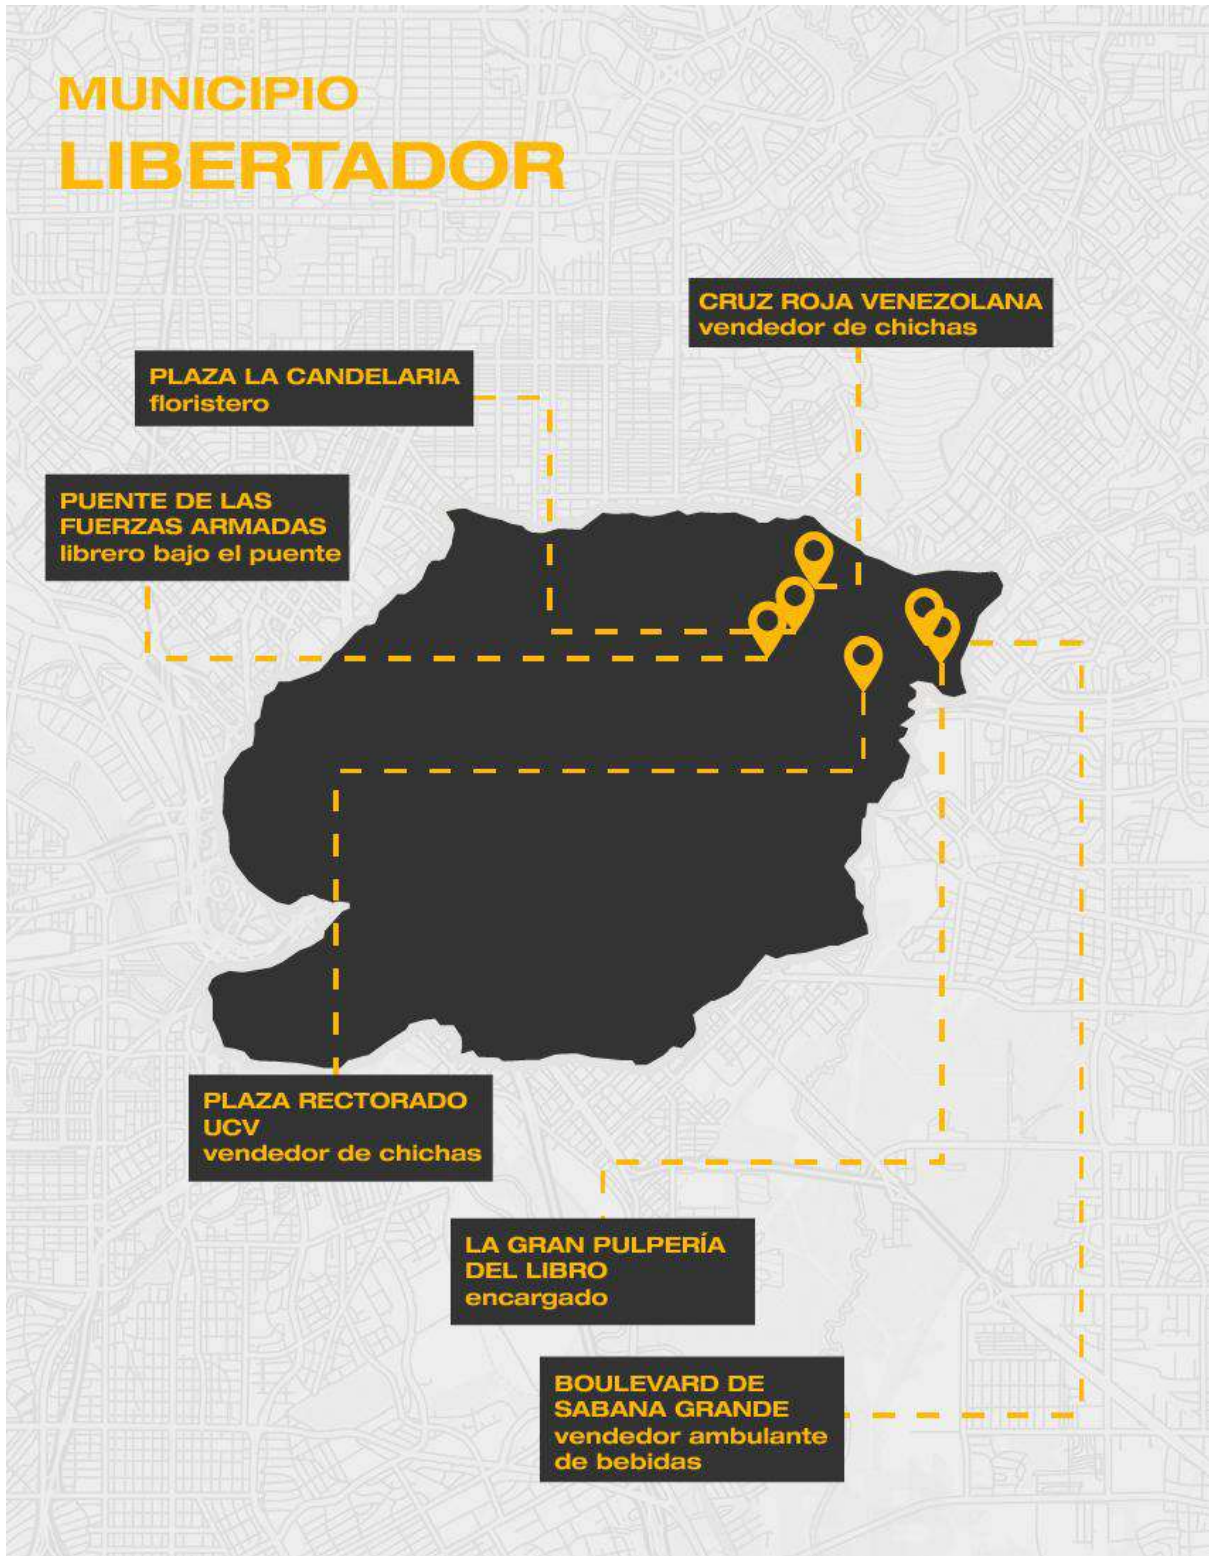 MUNICIPIO
LIBERTADOR
CRUZ ROJA VENEZOLANA
vendedor de chichas
PLAZA LA CANDELARIA
floristero
PUENTE DE LAS
FUERZAS ARMADAS
librero bajo el puente
PLAZA RECTORADO
UCV
vendedor de chichas
LA GRAN PULPERÍA
DEL LIBRO
encargado
BOULEVARD DE
SABANA GRANDE
vendedor ambulante
de bebidas